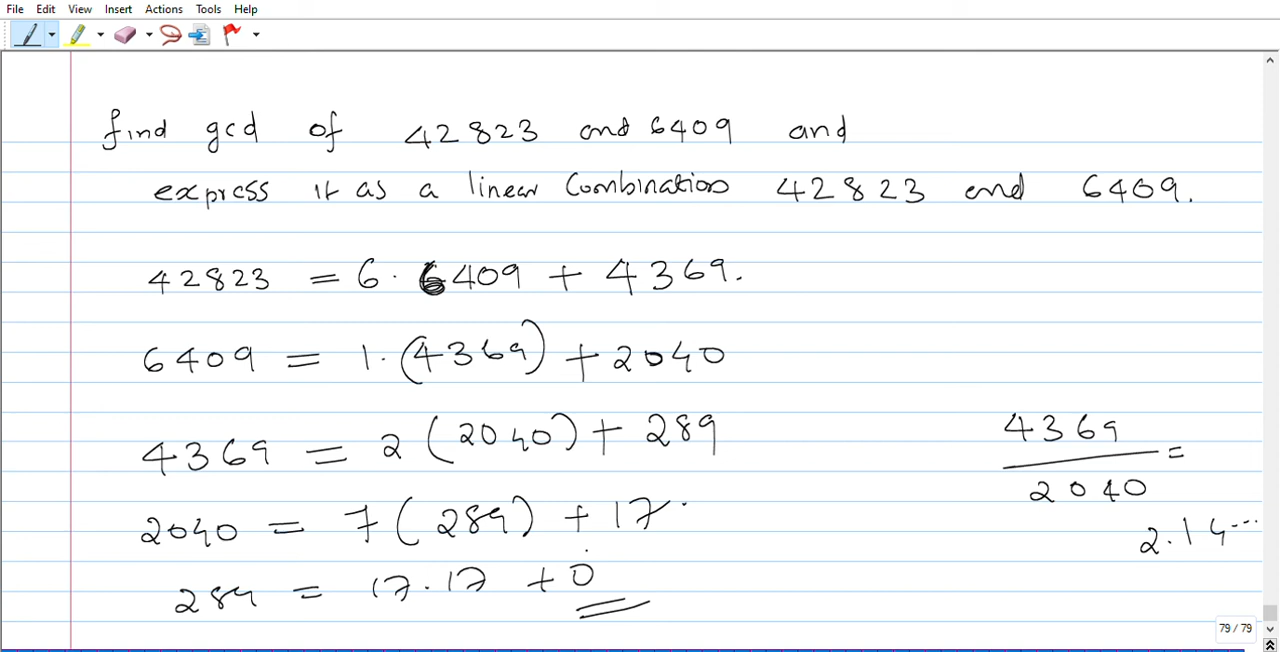 File Edit View Insert Actions Tools Help
find gcd of 42823 and 6409 and
express it as a linear Combination 42823 and 6409.
42823 = 6. 6409 + 4369.
6409 = 1. (4369) + 2040
4369 = 2 (2040) + 289
2040 = 7 (289) + 17.
289 = 17.17 + 0
4369
2040
=
2.14...
79 / 79